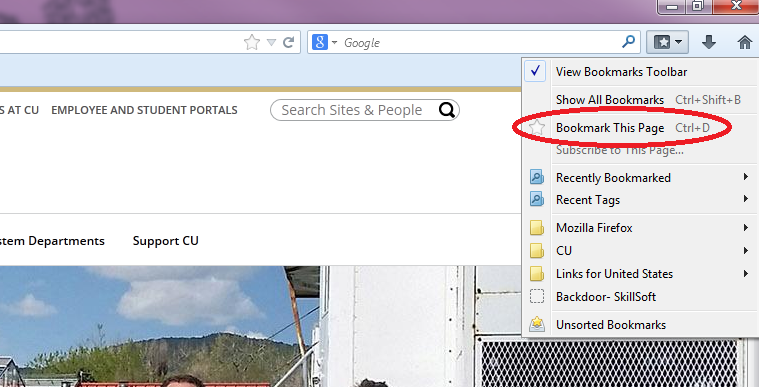 Google
View Bookmarks Toolbar
Show All Bookmarks Ctrl+Shift+B
S AT CU EMPLOYEE AND STUDENT PORTALS
Search Sites & People
Bookmark This Page Ctrl+D
Subscribe to This Page...
Recently Bookmarked
Recent Tags
Mozilla Firefox
stem Departments
Support CU
CU
Links for United States
Backdoor- SkillSoft
Unsorted Bookmarks